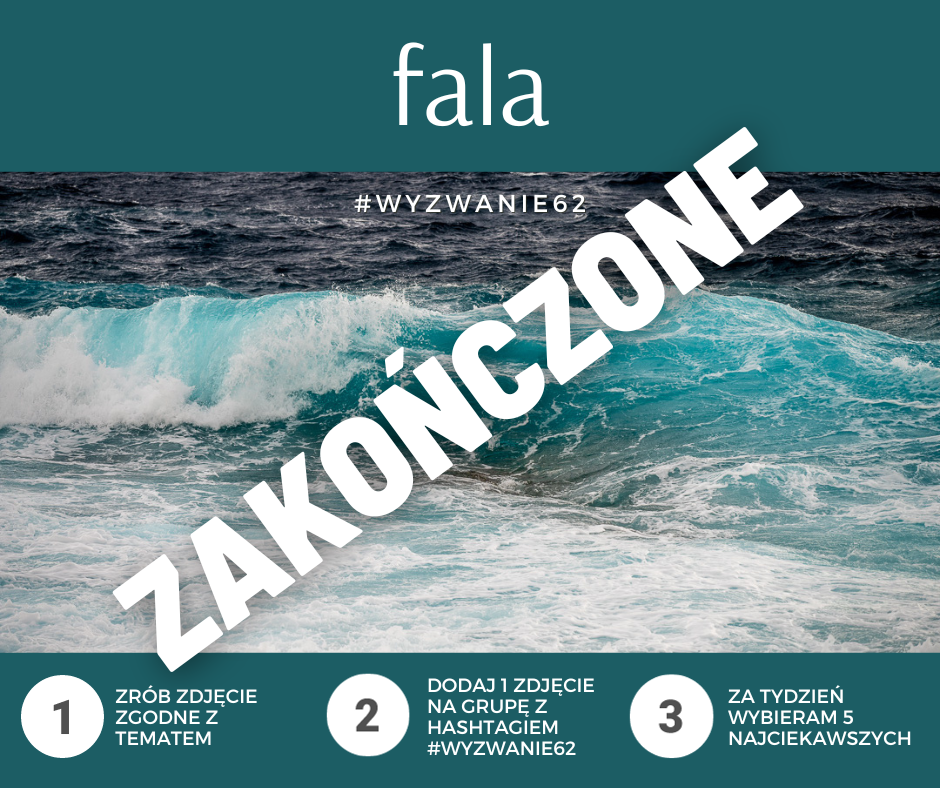 fala
#WYZWANIE62
ZAKOŃCZONE
1
ZRÓB ZDJĘCIE
ZGODNE Z
TEMATEM
2
DODAJ 1 ZDJĘCIE
NA GRUPĘ Z
HASHTAGIEM
#WYZWANIE62
3
ZA TYDZIEŃ
WYBIERAM 5
NAJCIEKAWSZYCH